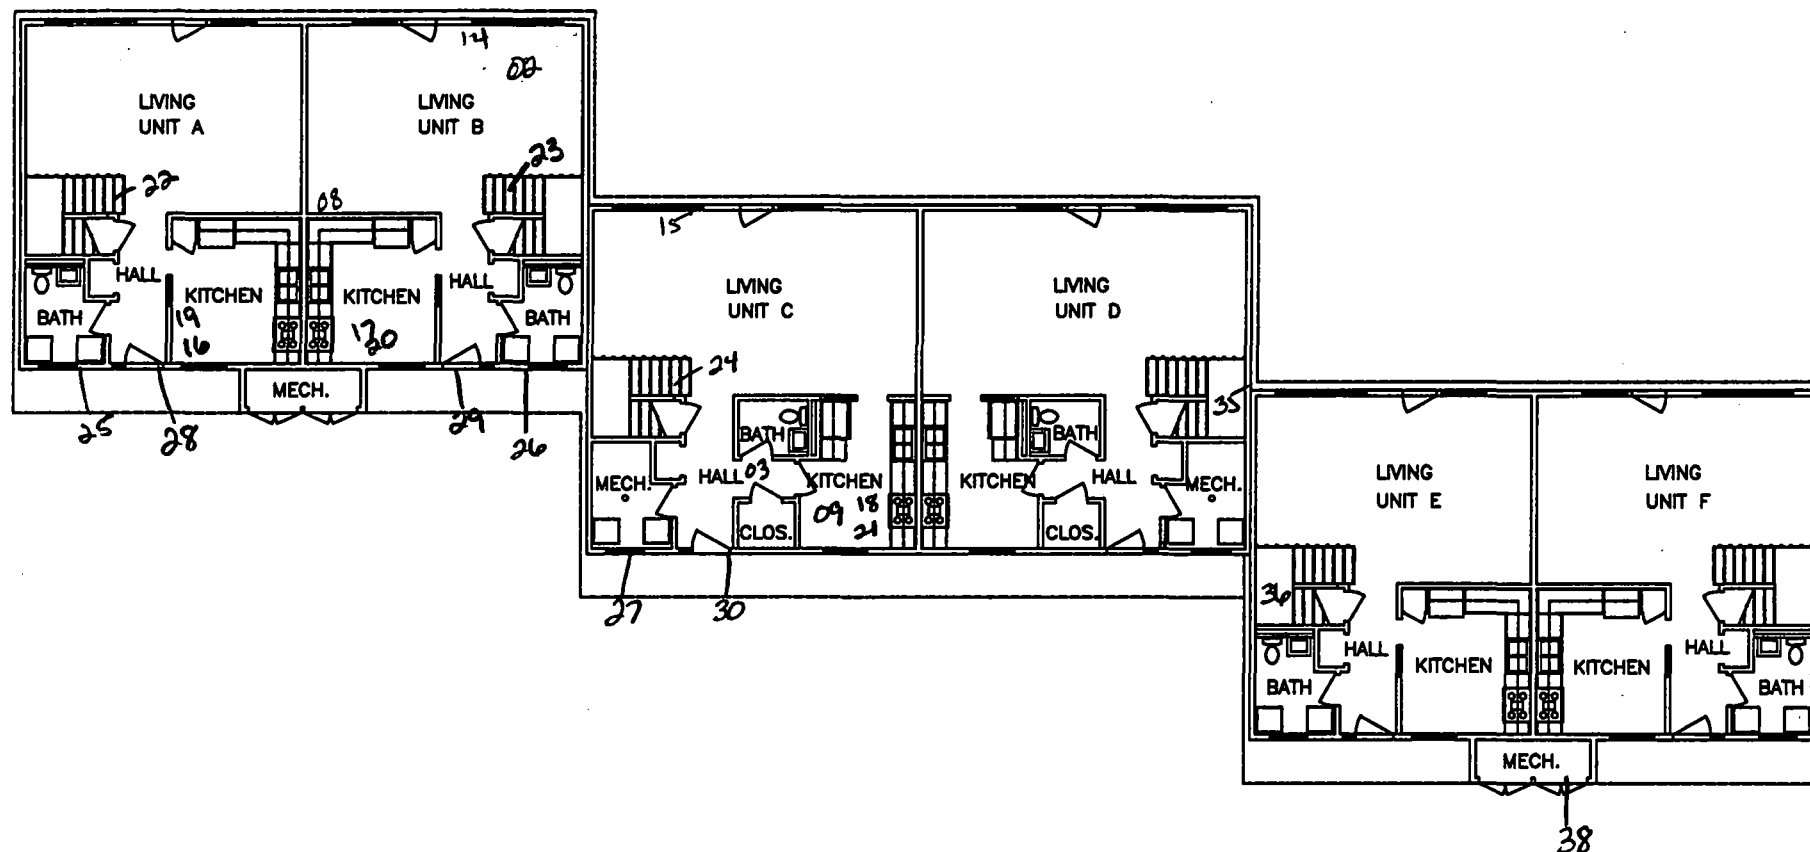 14
02
LIVING
UNIT A
LIVING
UNIT B
23
22
08
HALL
KITCHEN
KITCHEN
HALL
BATH
19
16
17
20
BATH
MECH.
25
28
29
26
15
LIVING
UNIT C
LIVING
UNIT D
24
35
BATH
BATH
HALL
03
KITCHEN
KITCHEN
HALL
MECH.
MECH.
09
18
21
CLOS.
CLOS.
27
30
LIVING
UNIT E
LIVING
UNIT F
36
HALL
KITCHEN
KITCHEN
HALL
BATH
BATH
MECH.
38